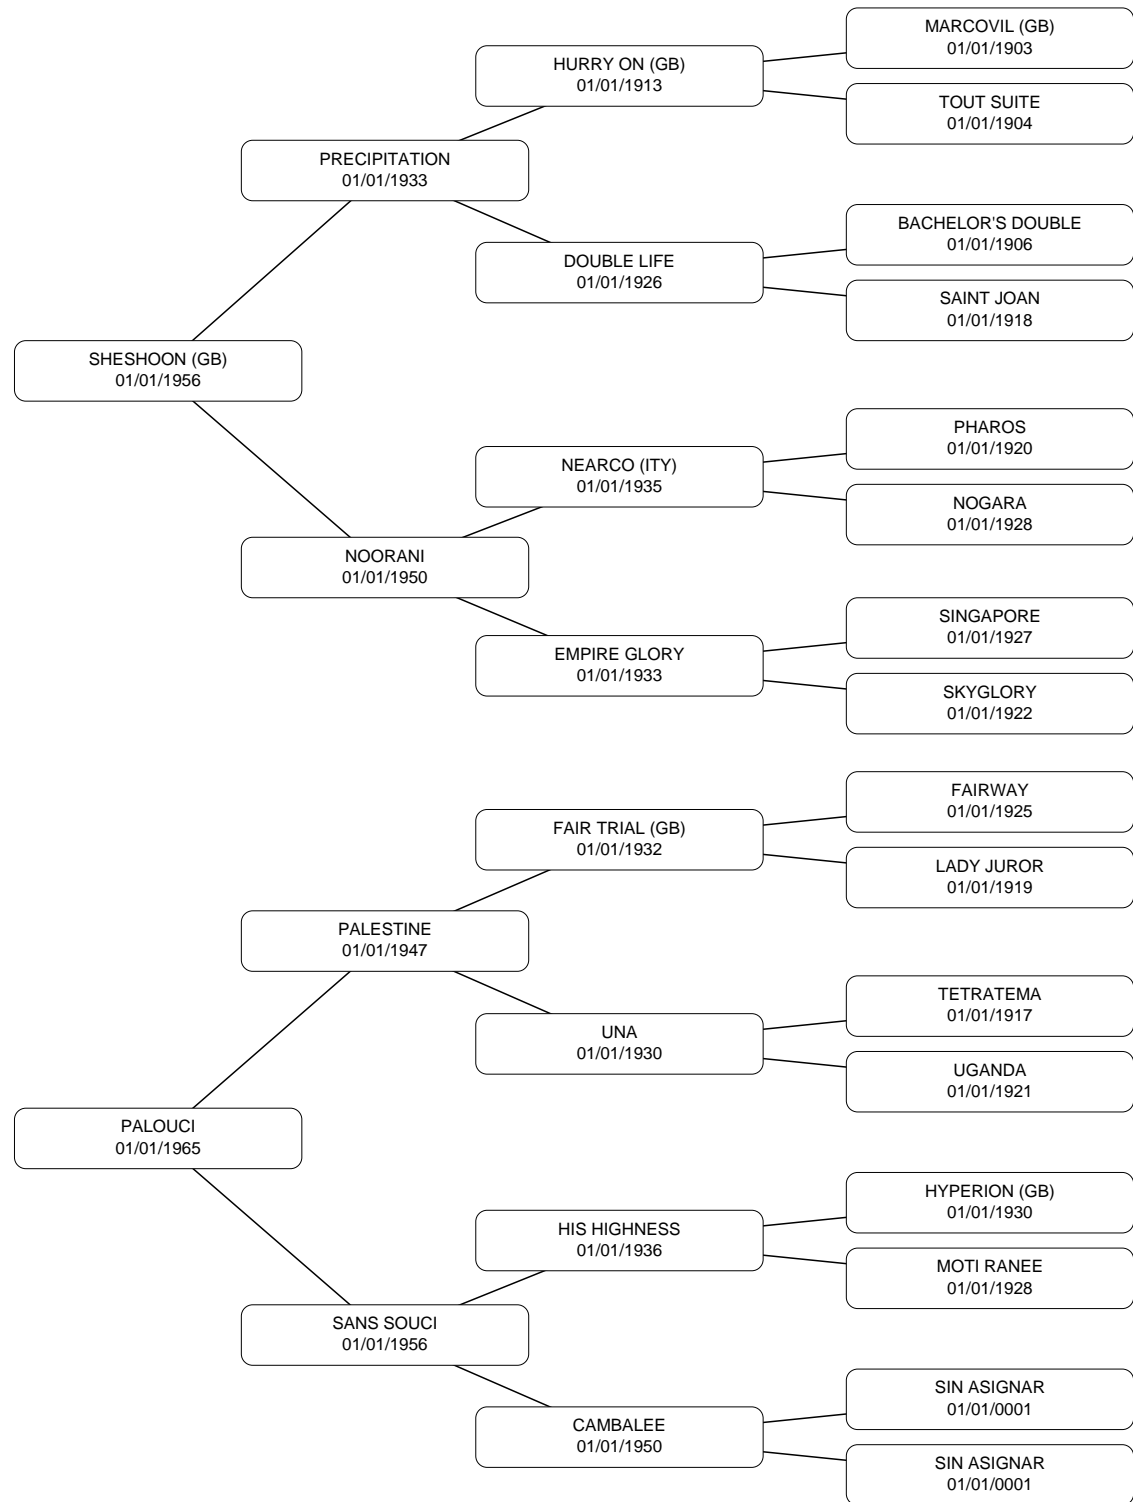 MARCOVIL (GB)
01/01/1903
HURRY ON (GB)
01/01/1913
TOUT SUITE
01/01/1904
PRECIPITATION
01/01/1933
BACHELOR'S DOUBLE
01/01/1906
DOUBLE LIFE
01/01/1926
SAINT JOAN
01/01/1918
SHESHOON (GB)
01/01/1956
PHAROS
01/01/1920
NEARCO (ITY)
01/01/1935
NOGARA
01/01/1928
NOORANI
01/01/1950
SINGAPORE
01/01/1927
EMPIRE GLORY
01/01/1933
SKYGLORY
01/01/1922
FAIRWAY
01/01/1925
FAIR TRIAL (GB)
01/01/1932
LADY JUROR
01/01/1919
PALESTINE
01/01/1947
TETRATEMA
01/01/1917
UNA
01/01/1930
UGANDA
01/01/1921
PALOUCI
01/01/1965
HYPERION (GB)
01/01/1930
HIS HIGHNESS
01/01/1936
MOTI RANEE
01/01/1928
SANS SOUCI
01/01/1956
SIN ASIGNAR
01/01/0001
CAMBALEE
01/01/1950
SIN ASIGNAR
01/01/0001